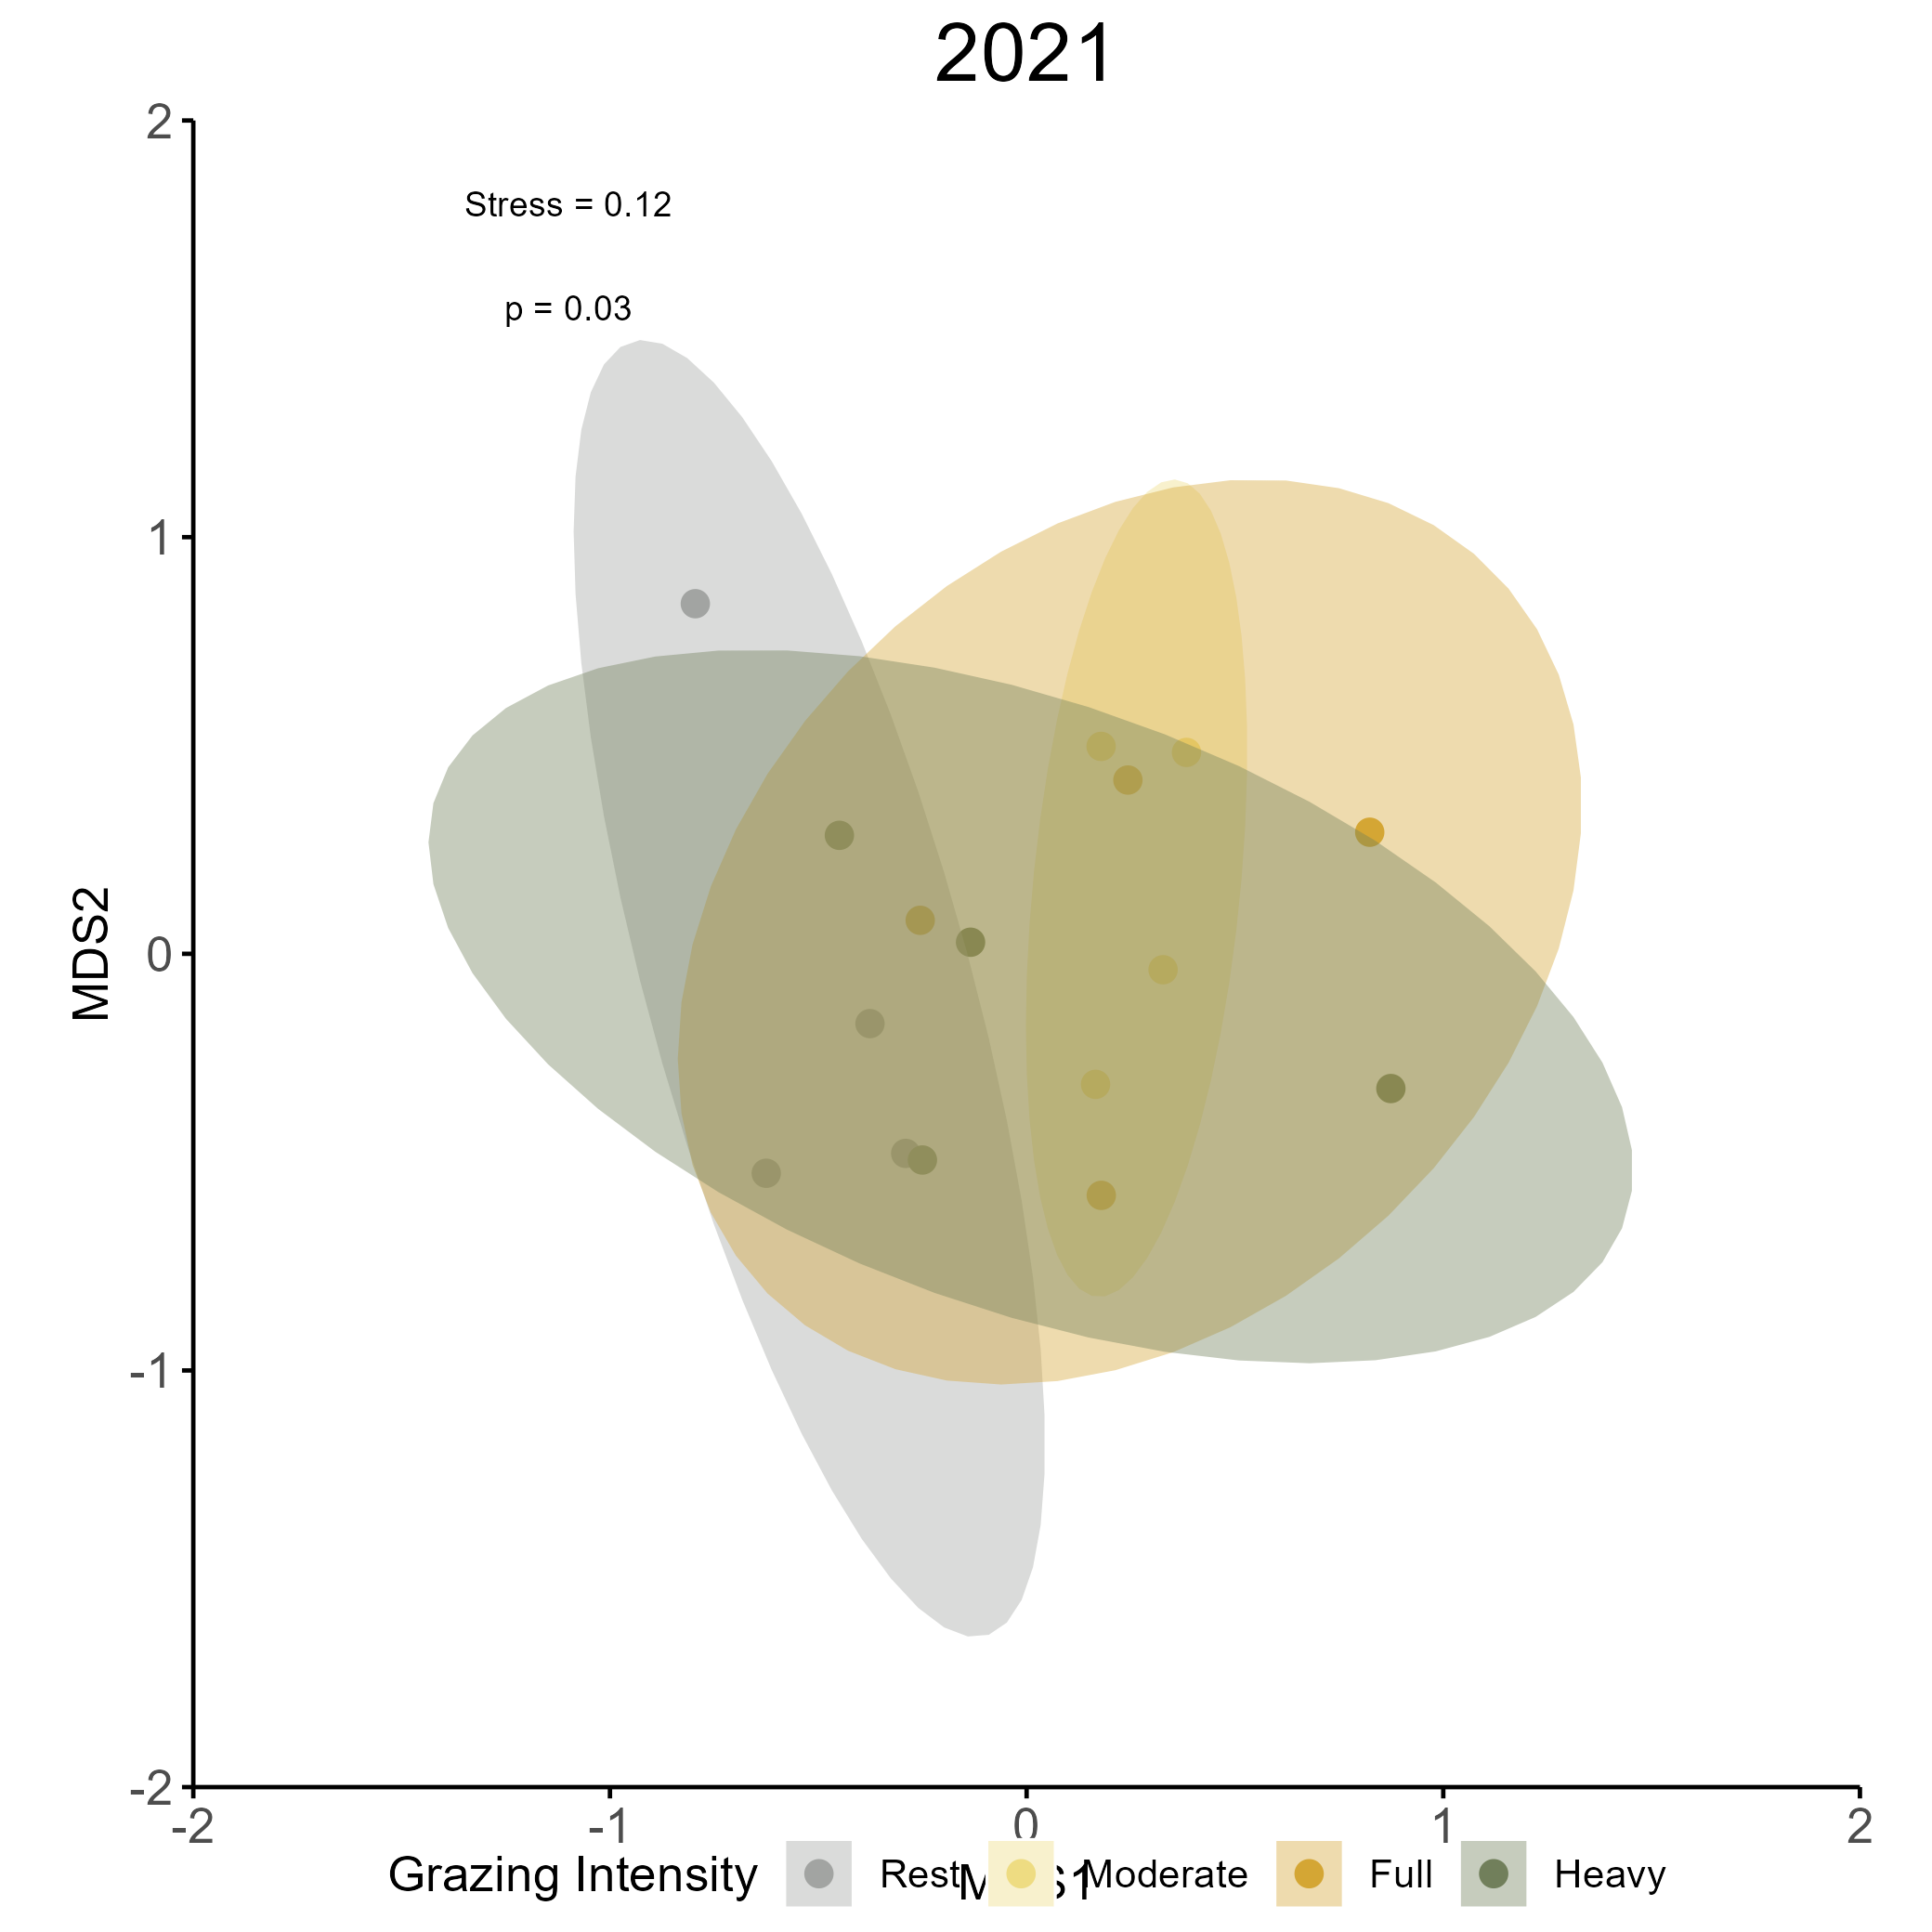 2021
2
Stress = 0.12
p = 0.03
1
MDS2
0
-1
-2
-2 -1 0 1 2
Grazing Intensity Rest Moderate Full Heavy